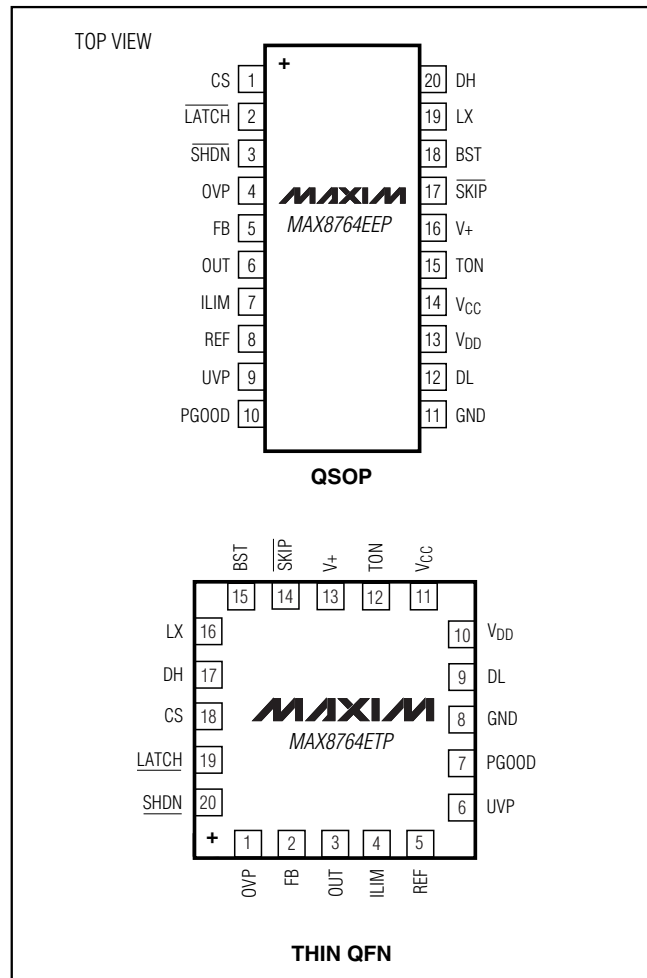 TOP VIEW
+
CS 1
LATCH 2
SHDN 3
OVP 4
FB 5
OUT 6
ILIM 7
REF 8
UVP 9
PGOOD 10
20 DH
19 LX
18 BST
17 SKIP
16 V+
15 TON
14 VCC
13 VDD
12 DL
11 GND
MAXIM
MAX8764EEP
QSOP
BST SKIP V+ TON VCC
15 14 13 12 11
LX 16
DH 17
CS 18
LATCH 19
SHDN 20
10 VDD
9 DL
8 GND
7 PGOOD
6 UVP
MAXIM
MAX8764ETP
+
1 2 3 4 5
OVP FB OUT ILIM REF
THIN QFN